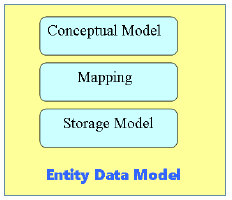 Conceptual Model
Mapping
Storage Model
Entity Data Model